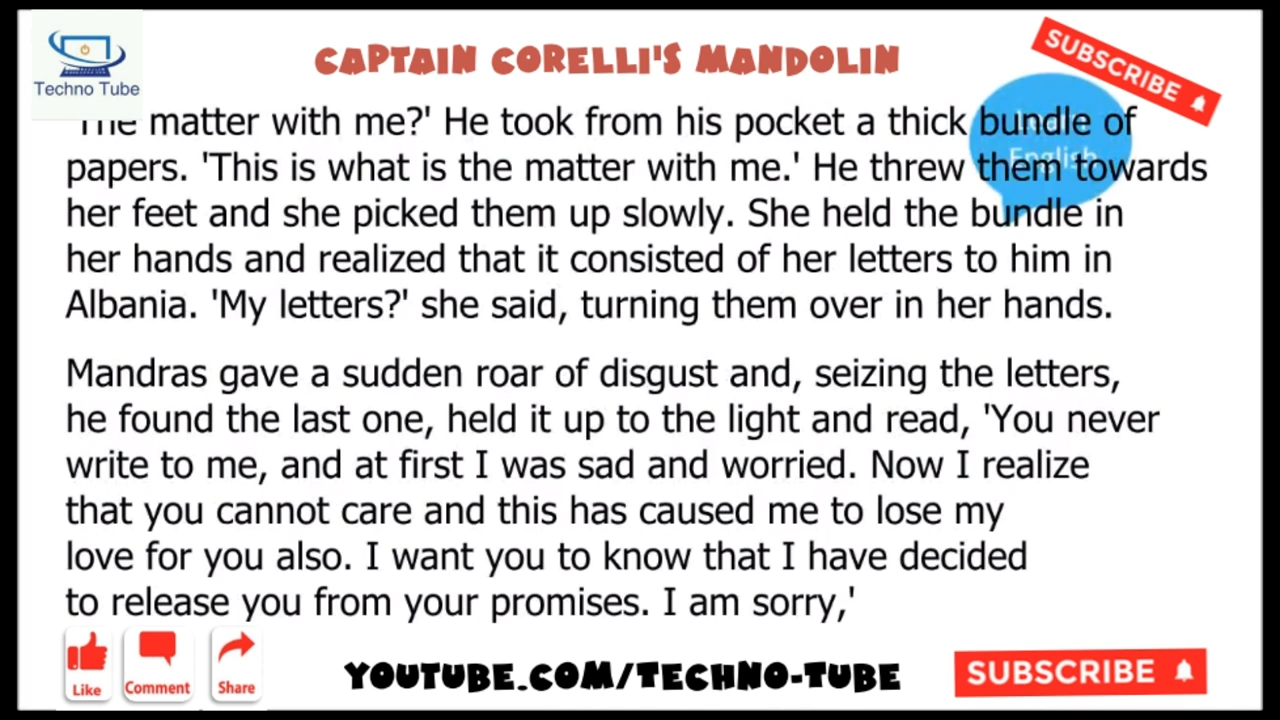 CAPTAIN CORELLI'S MANDOLIN
SUBSCRIBE
Techno Tube
Learn
English
'The matter with me?' He took from his pocket a thick bundle of
papers. 'This is what is the matter with me.' He threw them towards
her feet and she picked them up slowly. She held the bundle in
her hands and realized that it consisted of her letters to him in
Albania. 'My letters?' she said, turning them over in her hands.
Mandras gave a sudden roar of disgust and, seizing the letters,
he found the last one, held it up to the light and read, 'You never
write to me, and at first I was sad and worried. Now I realize
that you cannot care and this has caused me to lose my
love for you also. I want you to know that I have decided
to release you from your promises. I am sorry,'
Like
Comment
Share
YOUTUBE.COM/TECHNO-TUBE
SUBSCRIBE